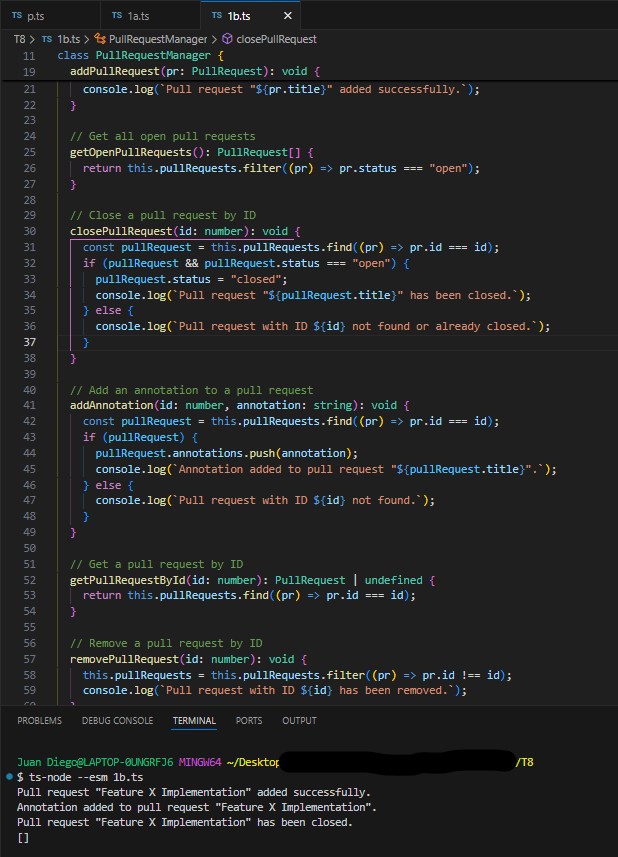 TS p.ts TS 1a.ts TS 1b.ts ×
T8 > TS 1b.ts > PullRequestManager > closePullRequest
11 class PullRequestManager {
19 addPullRequest(pr: PullRequest): void {
21 console.log(`Pull request "${pr.title}" added successfully.`);
22 }
23
24 // Get all open pull requests
25 getOpenPullRequests(): PullRequest[] {
26 return this.pullRequests.filter((pr) => pr.status === "open");
27 }
28
29 // Close a pull request by ID
30 closePullRequest(id: number): void {
31 const pullRequest = this.pullRequests.find((pr) => pr.id === id);
32 if (pullRequest && pullRequest.status === "open") {
33 pullRequest.status = "closed";
34 console.log(`Pull request "${pullRequest.title}" has been closed.`);
35 } else {
36 console.log(`Pull request with ID ${id} not found or already closed.`);
37 }
38 }
39
40 // Add an annotation to a pull request
41 addAnnotation(id: number, annotation: string): void {
42 const pullRequest = this.pullRequests.find((pr) => pr.id === id);
43 if (pullRequest) {
44 pullRequest.annotations.push(annotation);
45 console.log(`Annotation added to pull request "${pullRequest.title}".`);
46 } else {
47 console.log(`Pull request with ID ${id} not found.`);
48 }
49 }
50
51 // Get a pull request by ID
52 getPullRequestById(id: number): PullRequest | undefined {
53 return this.pullRequests.find((pr) => pr.id === id);
54 }
55
56 // Remove a pull request by ID
57 removePullRequest(id: number): void {
58 this.pullRequests = this.pullRequests.filter((pr) => pr.id !== id);
59 console.log(`Pull request with ID ${id} has been removed.`);
PROBLEMS DEBUG CONSOLE TERMINAL PORTS OUTPUT
Juan Diego@LAPTOP-0UNGRFJ6 MINGW64 ~/Desktop /T8
$ ts-node --esm 1b.ts
Pull request "Feature X Implementation" added successfully.
Annotation added to pull request "Feature X Implementation".
Pull request "Feature X Implementation" has been closed.
[]